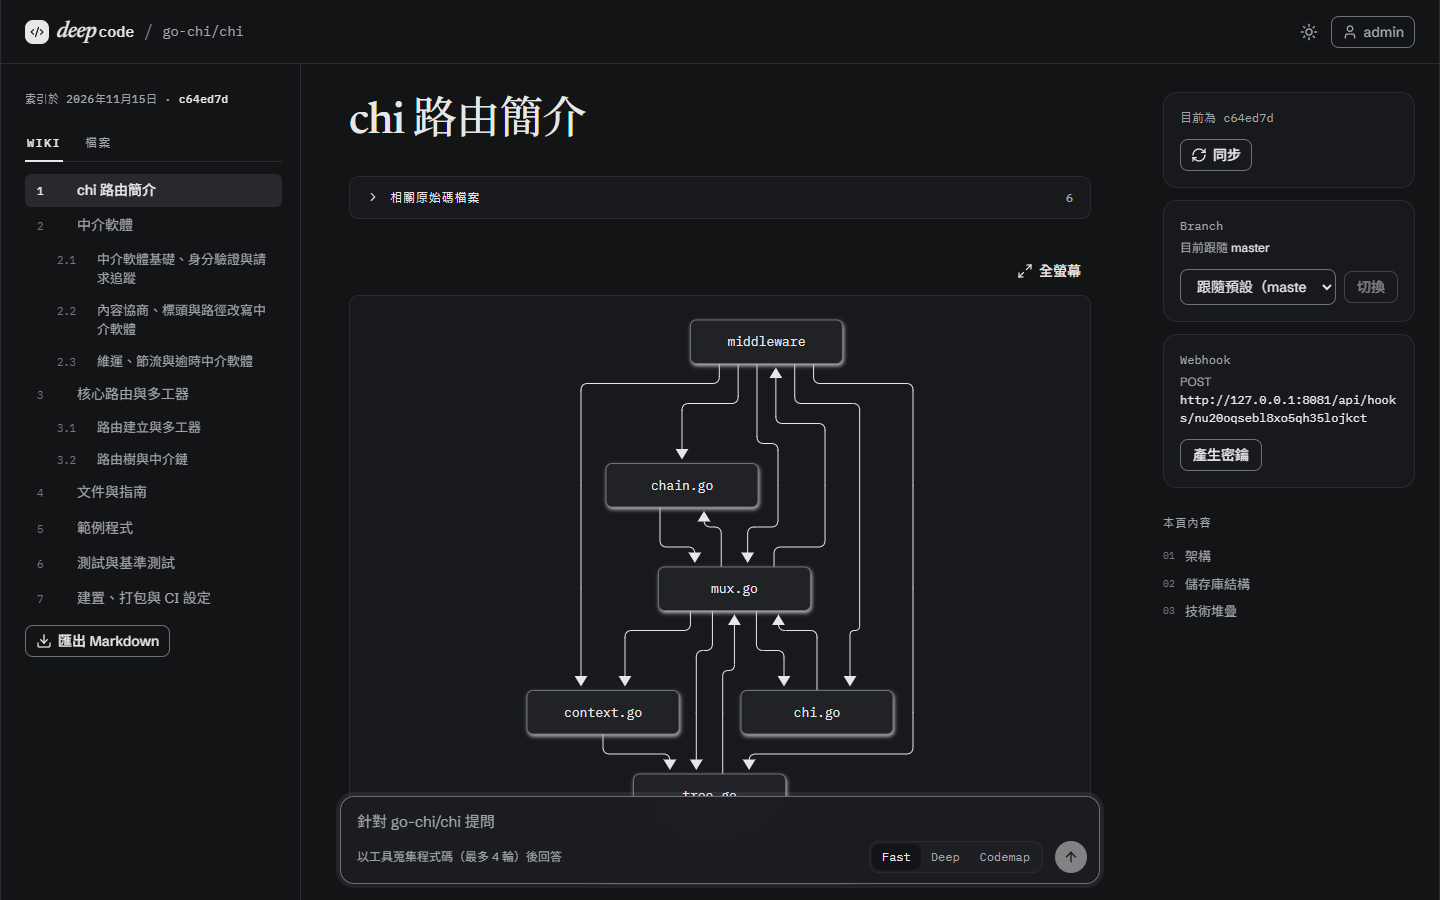 deepcode / go-chi/chi
admin
索引於 2026年11月15日 · c64ed7d
WIKI 檔案
1 chi 路由簡介
2 中介軟體
2.1 中介軟體基礎、身分驗證與請
求追蹤
2.2 內容協商、標頭與路徑改寫中
介軟體
2.3 維運、節流與逾時中介軟體
3 核心路由與多工器
3.1 路由建立與多工器
3.2 路由樹與中介鏈
4 文件與指南
5 範例程式
6 測試與基準測試
7 建置、打包與 CI 設定
匯出 Markdown
chi 路由簡介
相關原始碼檔案 6
全螢幕
middleware
chain.go
mux.go
context.go
chi.go
tree.go
針對 go-chi/chi 提問
以工具蒐集程式碼（最多 4 輪）後回答
Fast Deep Codemap
目前為 c64ed7d
同步
Branch
目前跟隨 master
跟隨預設（maste
切換
Webhook
POST
http://127.0.0.1:8081/api/hook
s/nu20oqsebl8xo5qh35lojkct
產生密鑰
本頁內容
01 架構
02 儲存庫結構
03 技術堆疊